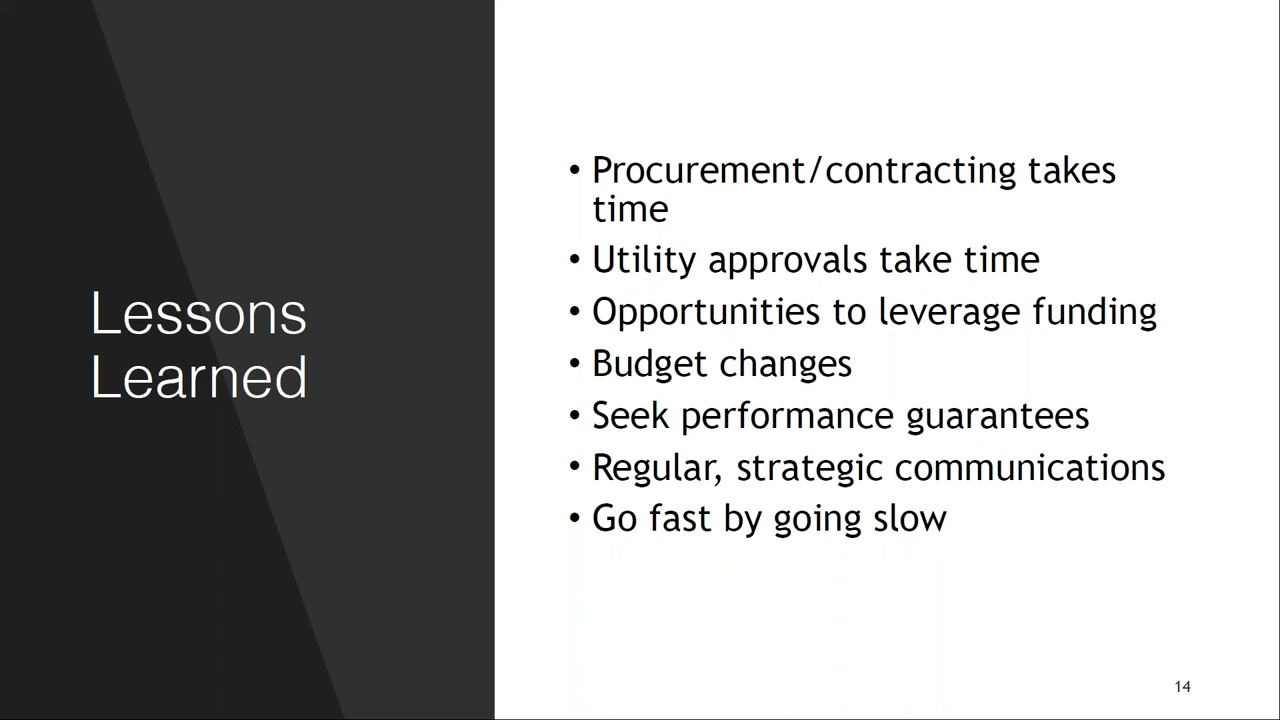 Lessons
Learned
• Procurement/contracting takes
time
• Utility approvals take time
• Opportunities to leverage funding
• Budget changes
• Seek performance guarantees
• Regular, strategic communications
• Go fast by going slow
14